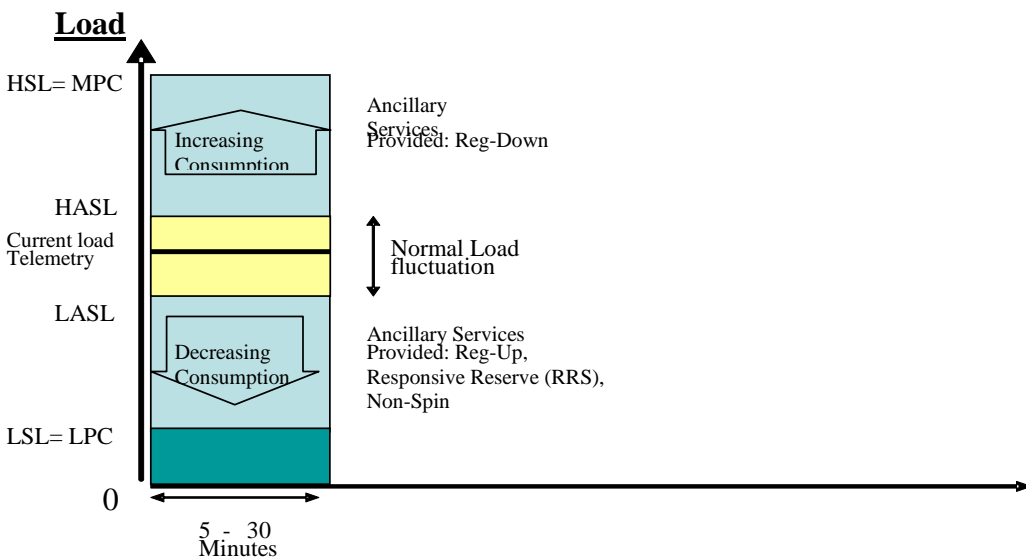 Load
HSL= MPC
Ancillary
Services
Provided: Reg-Down
Increasing
Consumption
HASL
Current load
Telemetry
Normal Load
fluctuation
LASL
Ancillary Services
Provided: Reg-Up,
Responsive Reserve (RRS),
Non-Spin
Decreasing
Consumption
LSL= LPC
0
5 - 30
Minutes